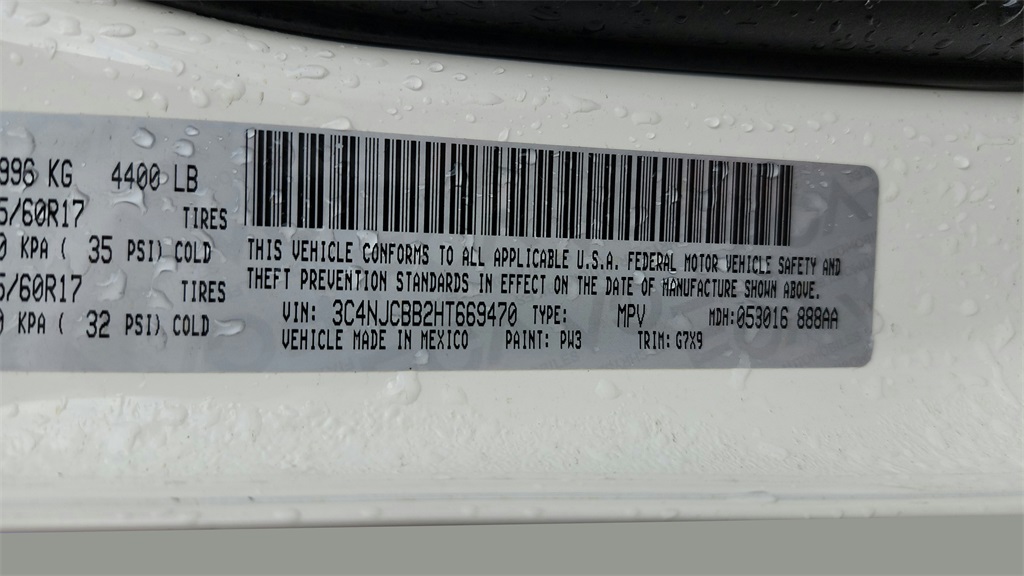 996 KG 4400 LB
5/60R17 TIRES
0 KPA ( 35 PSI) COLD
5/60R17 TIRES
0 KPA ( 32 PSI) COLD
THIS VEHICLE CONFORMS TO ALL APPLICABLE U.S.A. FEDERAL MOTOR VEHICLE SAFETY AND
THEFT PREVENTION STANDARDS IN EFFECT ON THE DATE OF MANUFACTURE SHOWN ABOVE.
VIN: 3C4NJCBB2HT669470 TYPE: MPV MDH:053016 888AA
VEHICLE MADE IN MEXICO PAINT: PW3 TRIM: G7X9